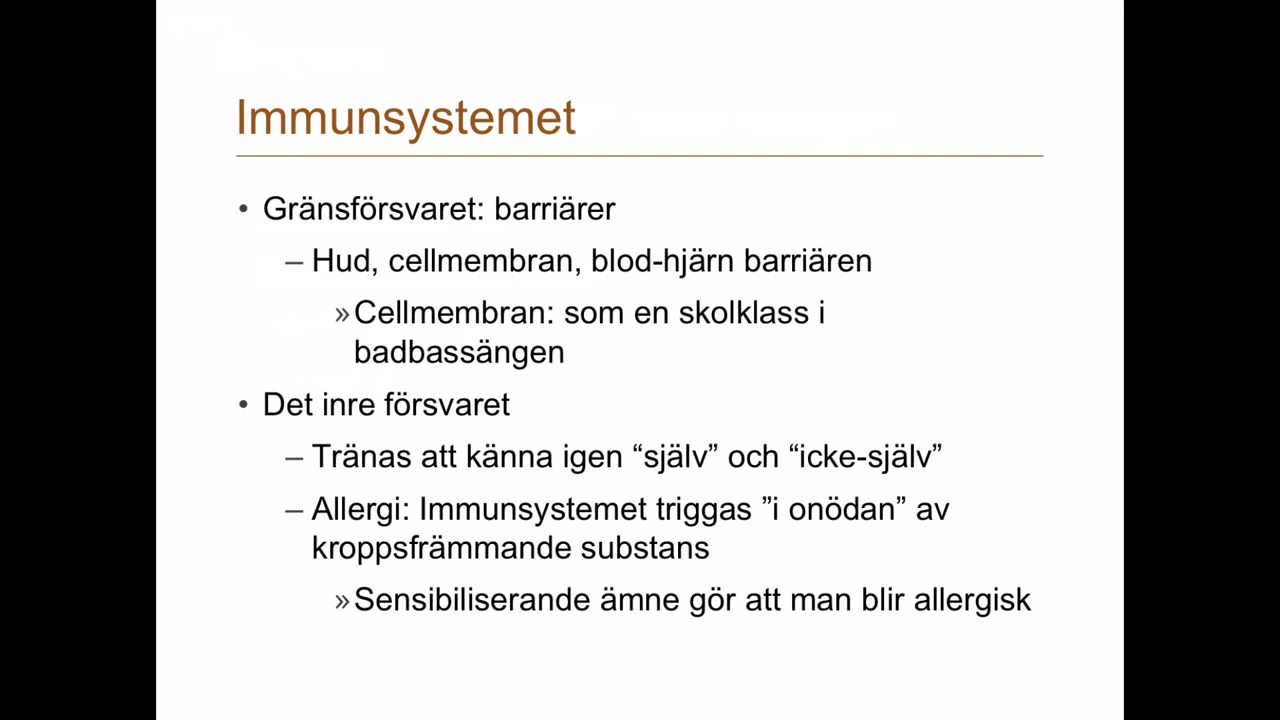 Immunsystemet
• Gränsförsvaret: barriärer
– Hud, cellmembran, blod-hjärn barriären
» Cellmembran: som en skolklass i
badbassängen
• Det inre försvaret
– Tränas att känna igen “själv” och “icke-själv”
– Allergi: Immunsystemet triggas ”i onödan” av
kroppsfrämmande substans
» Sensibiliserande ämne gör att man blir allergisk